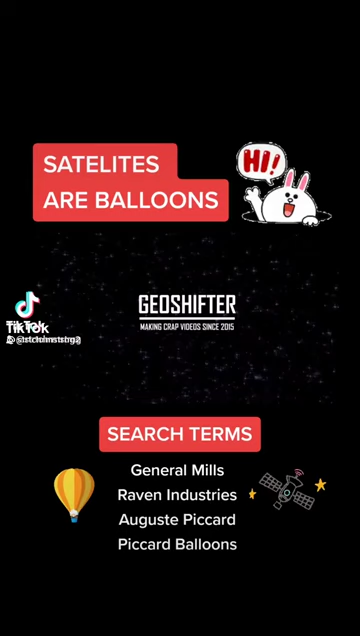 SATELITES
ARE BALLOONS
HI!
GEOSHIFTER
MAKING CRAP VIDEOS SINCE 2015
TikTok
SEARCH TERMS
General Mills
Raven Industries
Auguste Piccard
Piccard Balloons